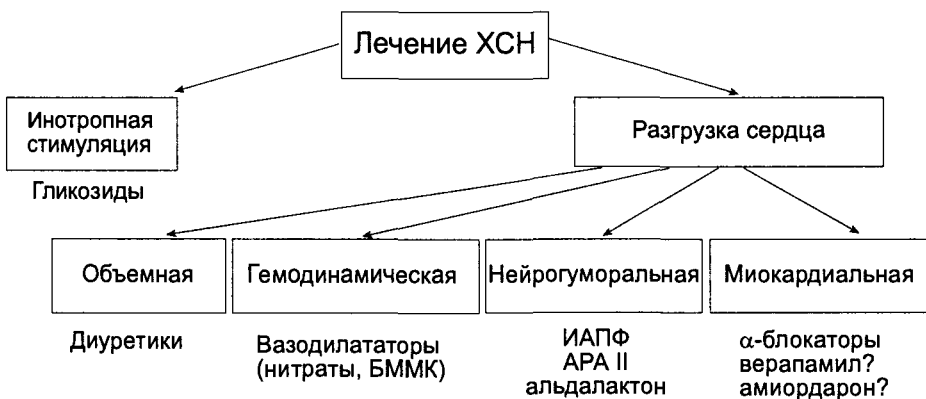 Лечение ХСН
Инотропная
стимуляция
Гликозиды
Разгрузка сердца
Объемная
Диуретики
Гемодинамическая
Вазодилататоры
(нитраты, БММК)
Нейрогуморальная
ИАПФ
АРА II
альдалактон
Миокардиальная
α-блокаторы
верапамил?
амиордарон?